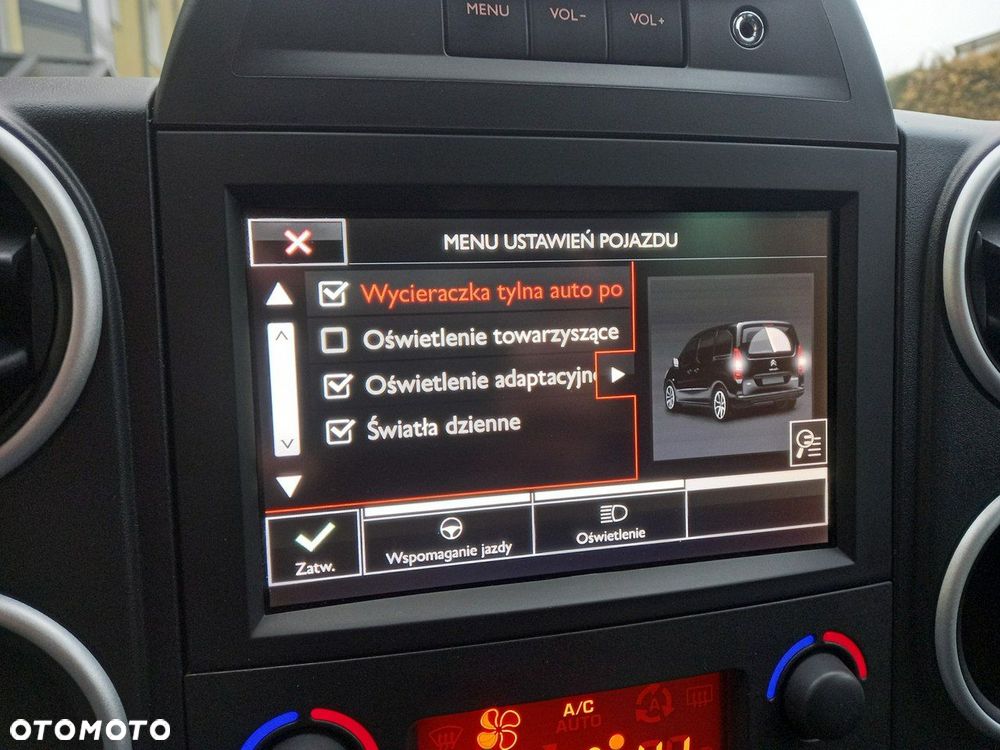 MENU
VOL-
VOL+
MENU USTAWIEŃ POJAZDU
Wycieraczka tylna auto po
Oświetlenie towarzyszące
Oświetlenie adaptacyjn
Światła dzienne
Zatw.
Wspomaganie jazdy
Oświetlenie
A/C
AUTO
OTOMOTO